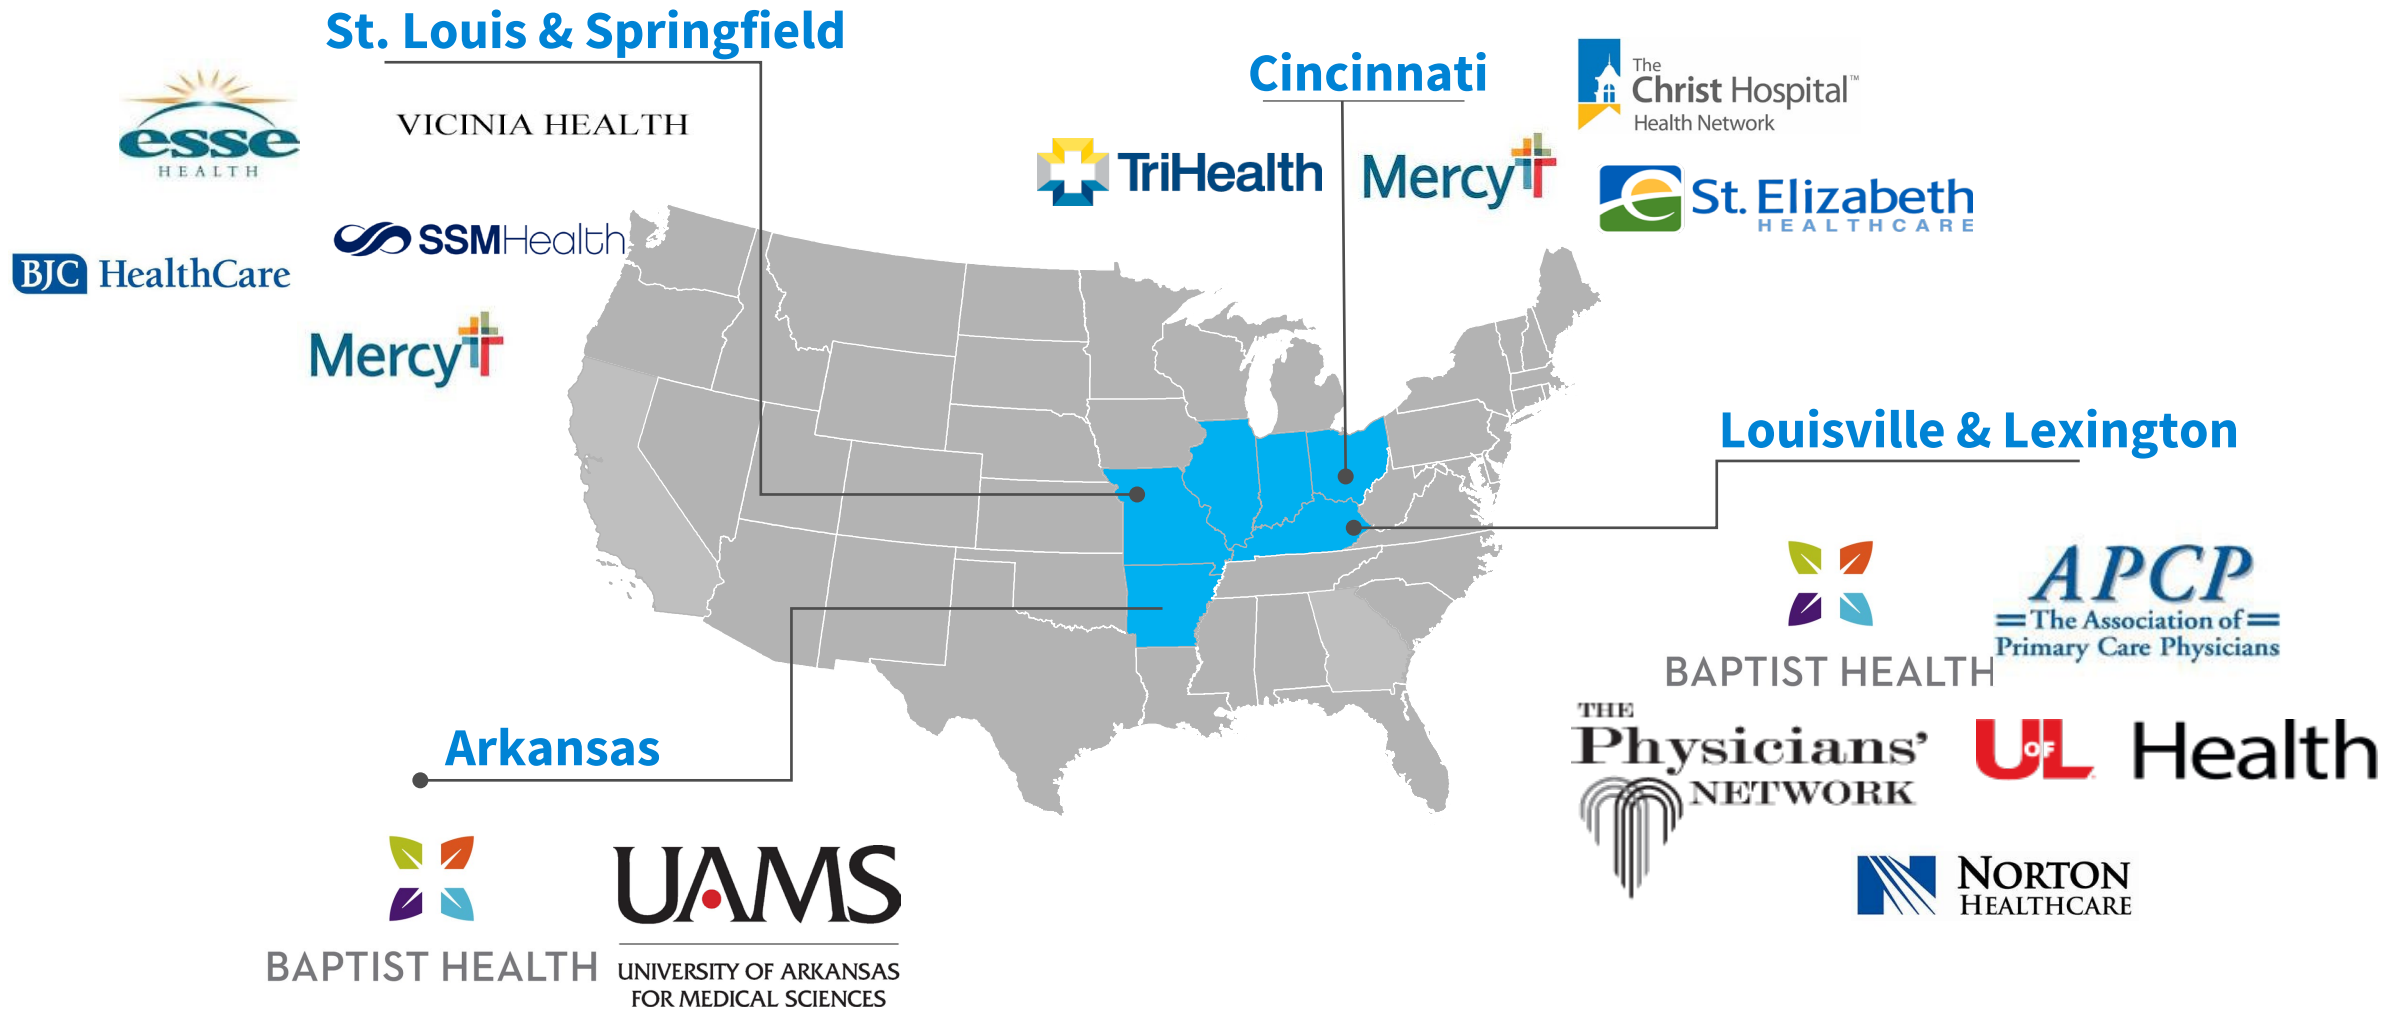 St. Louis & Springfield
esse
HEALTH
VICINIA HEALTH
SSMHealth
BJC HealthCare
Mercy
Cincinnati
The
Christ Hospital™
Health Network
TriHealth
Mercy
St. Elizabeth
HEALTHCARE
Louisville & Lexington
BAPTIST HEALTH
APCP
The Association of
Primary Care Physicians
THE
Physicians'
NETWORK
UOFL Health
NORTON
HEALTHCARE
Arkansas
BAPTIST HEALTH
UAMS
UNIVERSITY OF ARKANSAS
FOR MEDICAL SCIENCES